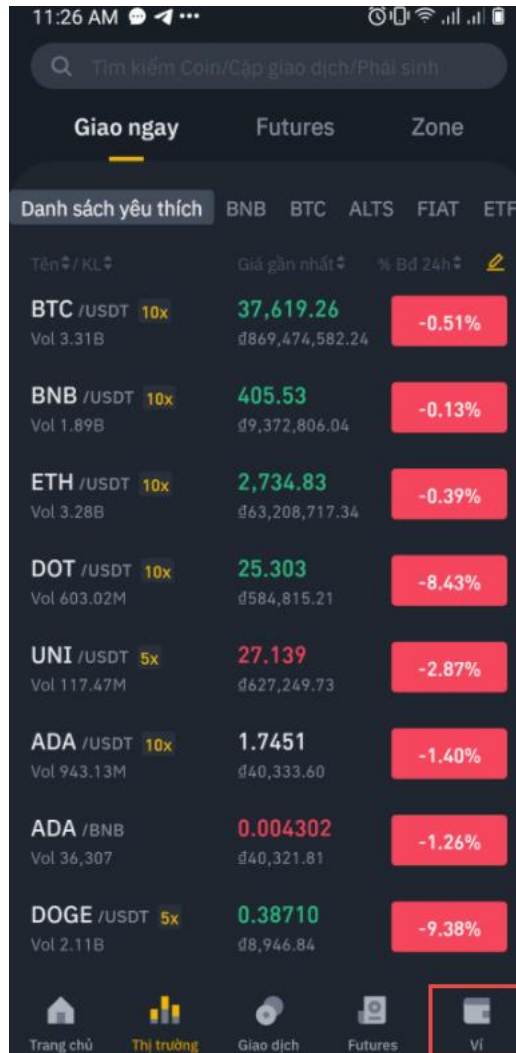 11:26 AM
Tìm kiếm Coin/Cặp giao dịch/Phái sinh
Giao ngay Futures Zone
Danh sách yêu thích BNB BTC ALTS FIAT ETF
Tên / KL Giá gần nhất % Bđ 24h
BTC /USDT 10x 37,619.26 -0.51%
Vol 3.31B đ869,474,582.24
BNB /USDT 10x 405.53 -0.13%
Vol 1.89B đ9,372,806.04
ETH /USDT 10x 2,734.83 -0.39%
Vol 3.28B đ63,208,717.34
DOT /USDT 10x 25.303 -8.43%
Vol 603.02M đ584,815.21
UNI /USDT 5x 27.139 -2.87%
Vol 117.47M đ627,249.73
ADA /USDT 10x 1.7451 -1.40%
Vol 943.13M đ40,333.60
ADA /BNB 0.004302 -1.26%
Vol 36,307 đ40,321.81
DOGE /USDT 5x 0.38710 -9.38%
Vol 2.11B đ8,946.84
Trang chủ Thị trường Giao dịch Futures Ví